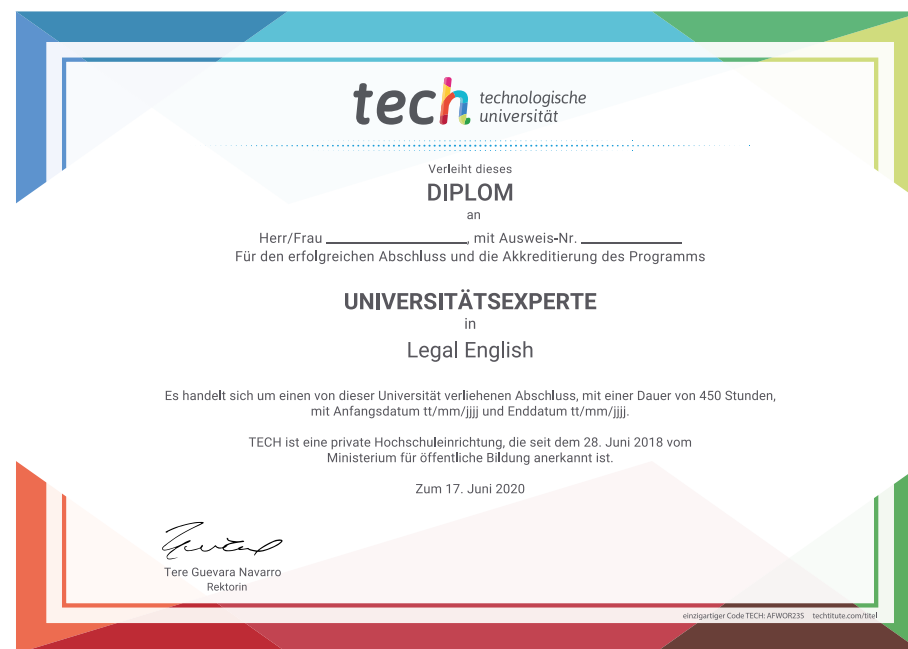 tech technologische
universität
Verleiht dieses
DIPLOM
an
Herr/Frau ____________, mit Ausweis-Nr. ____________
Für den erfolgreichen Abschluss und die Akkreditierung des Programms
UNIVERSITÄTSEXPERTE
in
Legal English
Es handelt sich um einen von dieser Universität verliehenen Abschluss, mit einer Dauer von 450 Stunden,
mit Anfangsdatum tt/mm/jjjj und Enddatum tt/mm/jjjj.
TECH ist eine private Hochschuleinrichtung, die seit dem 28. Juni 2018 vom
Ministerium für öffentliche Bildung anerkannt ist.
Zum 17. Juni 2020
Tere Guevara Navarro
Rektorin
einzigartiger Code TECH: AFWOR23S techtitute.com/titel